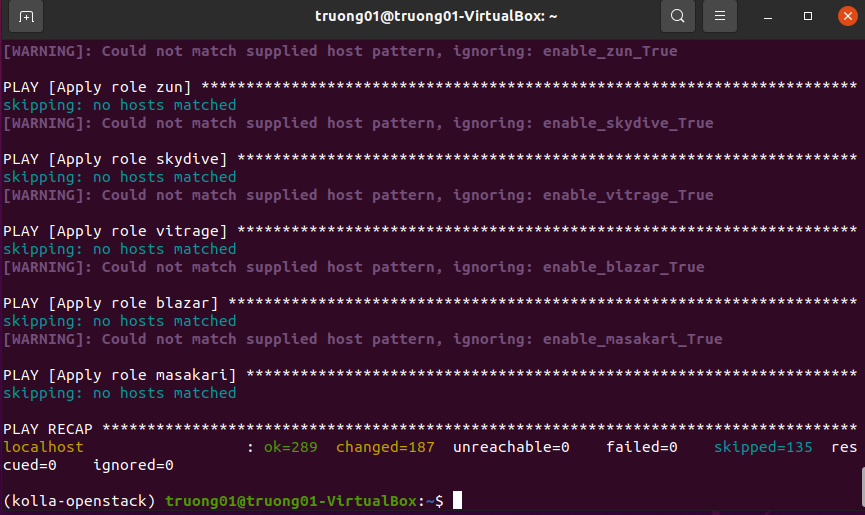 truong01@truong01-VirtualBox: ~
[WARNING]: Could not match supplied host pattern, ignoring: enable_zun_True
PLAY [Apply role zun] *************************************************************************
skipping: no hosts matched
[WARNING]: Could not match supplied host pattern, ignoring: enable_skydive_True
PLAY [Apply role skydive] *********************************************************************
skipping: no hosts matched
[WARNING]: Could not match supplied host pattern, ignoring: enable_vitrage_True
PLAY [Apply role vitrage] *********************************************************************
skipping: no hosts matched
[WARNING]: Could not match supplied host pattern, ignoring: enable_blazar_True
PLAY [Apply role blazar] **********************************************************************
skipping: no hosts matched
[WARNING]: Could not match supplied host pattern, ignoring: enable_masakari_True
PLAY [Apply role masakari] ********************************************************************
skipping: no hosts matched
PLAY RECAP ************************************************************************************
localhost                  : ok=289  changed=187  unreachable=0    failed=0    skipped=135  res
cued=0    ignored=0
(kolla-openstack) truong01@truong01-VirtualBox:~$